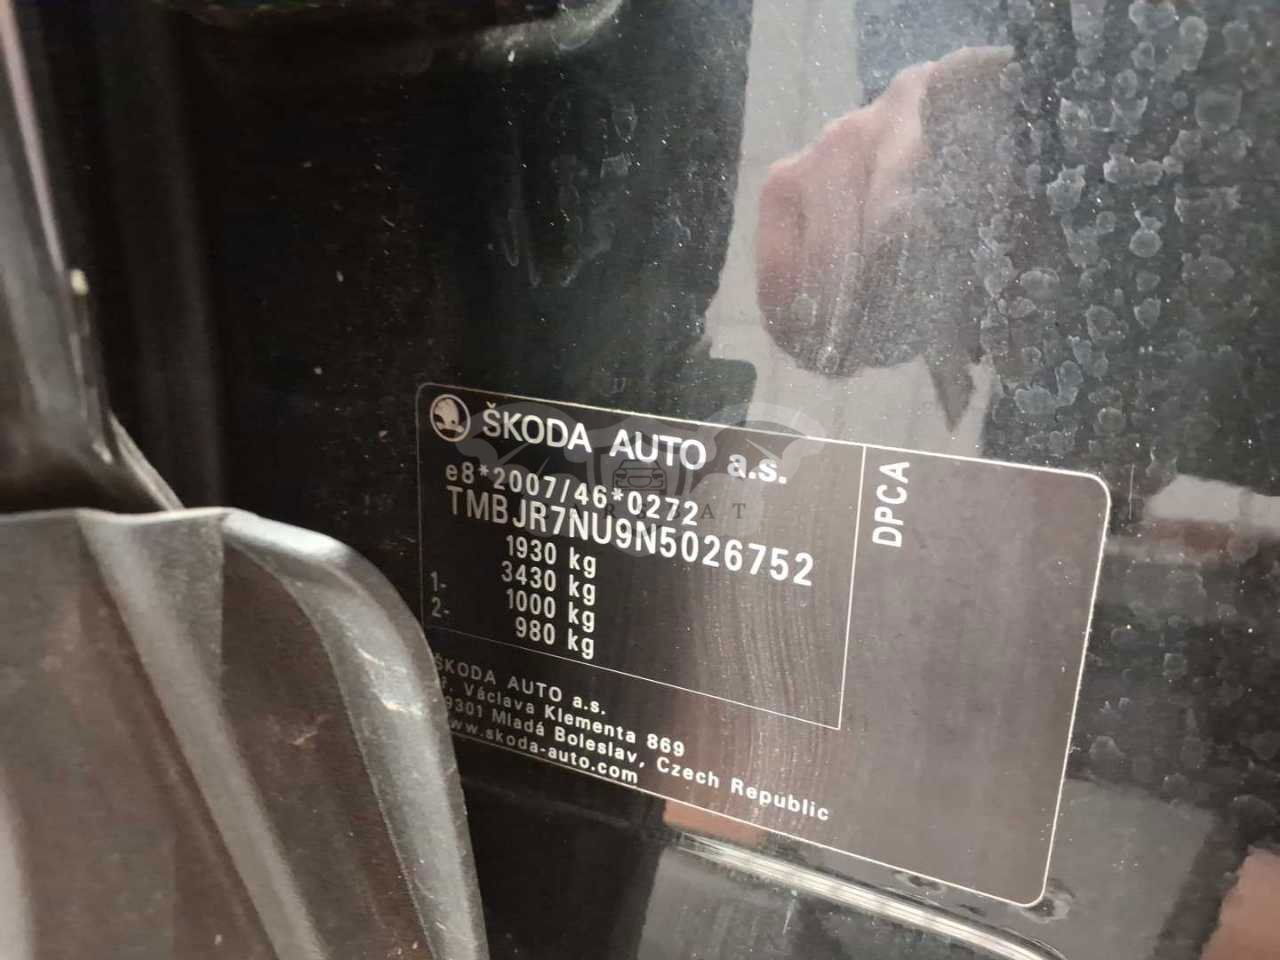 ŠKODA AUTO a.s.
e8*2007/46*0272
TMBJR7NU9N5026752
1930 kg
3430 kg
1- 1000 kg
2- 980 kg
DPCA
ŠKODA AUTO a.s.
Václava Klementa 869
9301 Mladá Boleslav, Czech Republic
www.skoda-auto.com